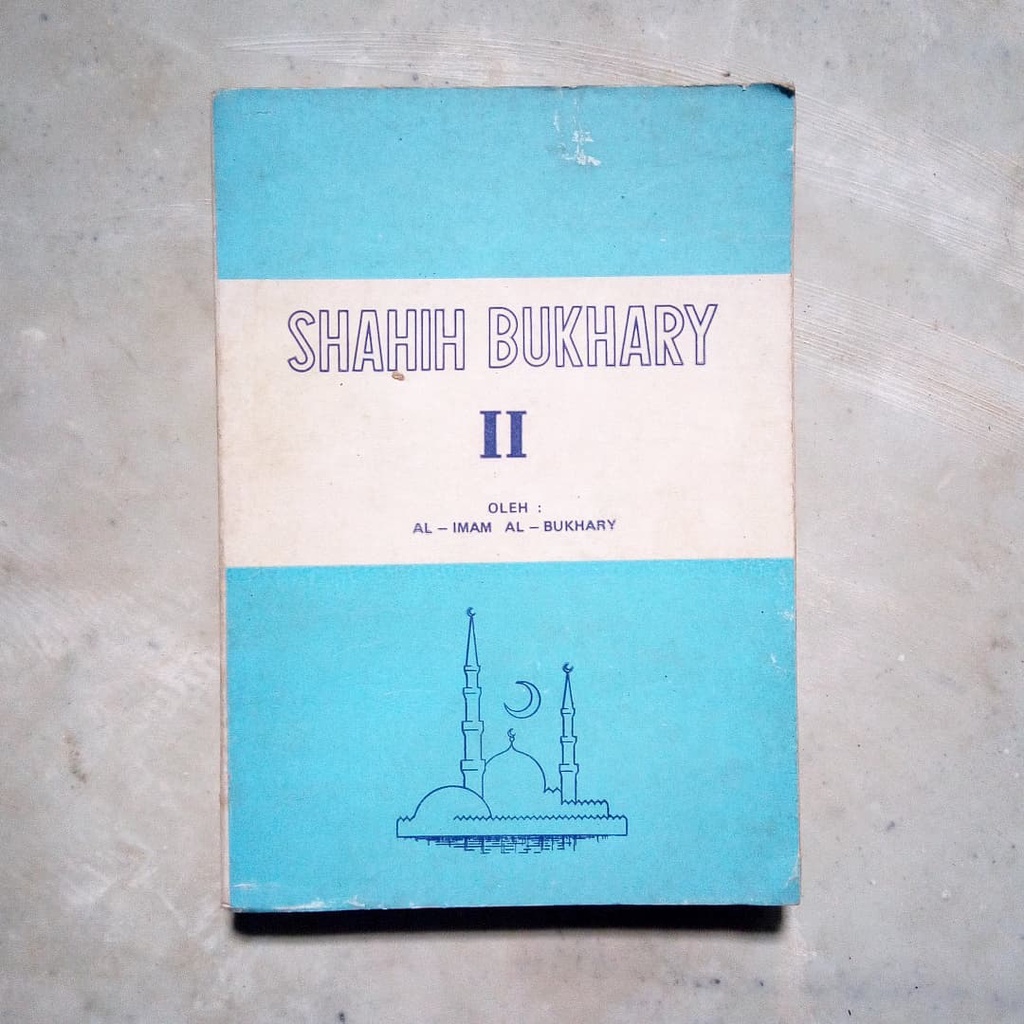 SHAHIH BUKHARY
II
OLEH :
AL – IMAM AL – BUKHARY